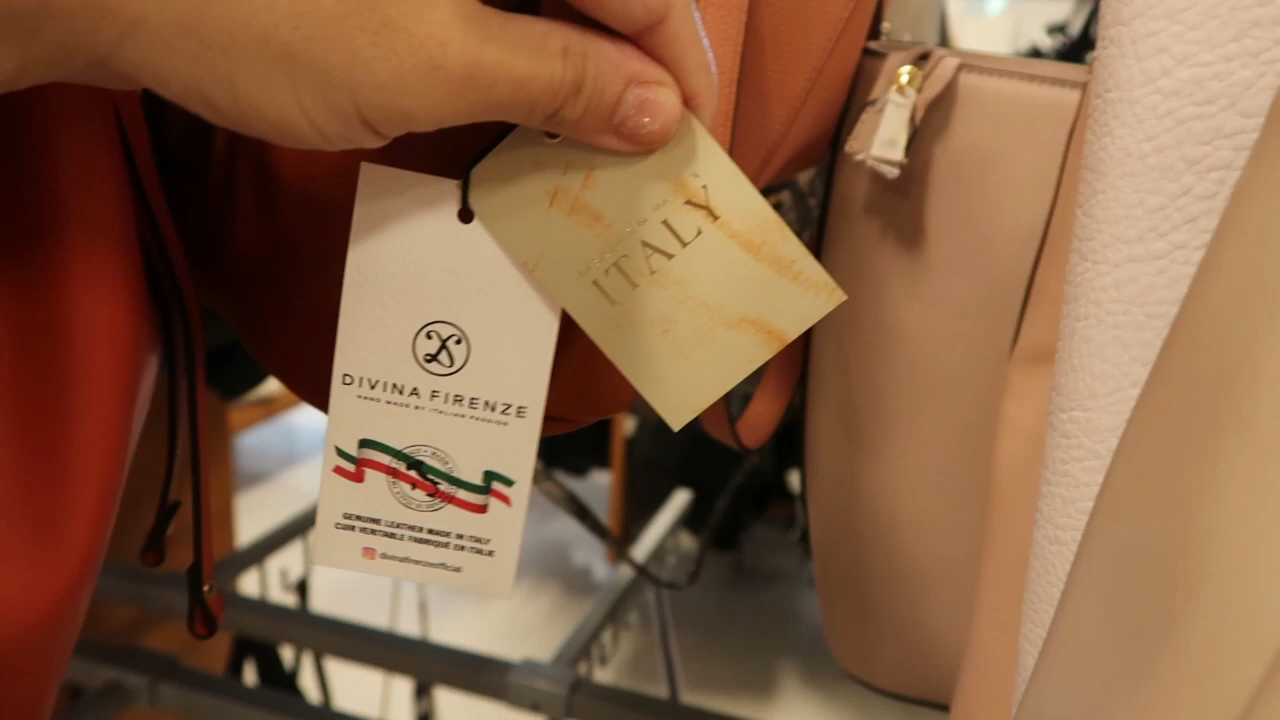 DIVINA FIRENZE
HAND MADE BY ITALIAN PASSION
GENUINE LEATHER MADE IN ITALY
CUIR VERITABLE FABRIQUÉ EN ITALIE
divinafirenzeofficial
ITALY